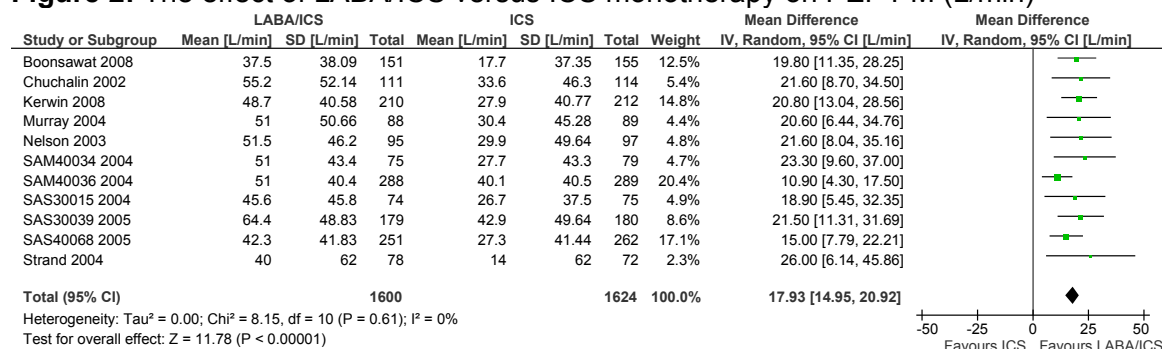 Figure 2: The effect of LABA/ICS versus ICS monotherapy on PEF PM (L/min)
LABA/ICS ICS Mean Difference Mean Difference
Study or Subgroup Mean [L/min] SD [L/min] Total Mean [L/min] SD [L/min] Total Weight IV, Random, 95% CI [L/min] IV, Random, 95% CI [L/min]
Boonsawat 2008 37.5 38.09 151 17.7 37.35 155 12.5% 19.80 [11.35, 28.25]
Chuchalin 2002 55.2 52.14 111 33.6 46.3 114 5.4% 21.60 [8.70, 34.50]
Kerwin 2008 48.7 40.58 210 27.9 40.77 212 14.8% 20.80 [13.04, 28.56]
Murray 2004 51 50.66 88 30.4 45.28 89 4.5% 20.60 [6.44, 34.76]
Nelson 2003 51.5 46.2 95 29.9 49.64 97 4.8% 21.60 [8.04, 35.16]
SAM40034 2004 51 43.4 75 27.7 43.3 79 4.7% 23.30 [9.60, 37.00]
SAM40036 2004 51 40.4 288 40.1 40.5 289 20.4% 10.90 [4.30, 17.50]
SAS30015 2004 45.6 45.8 74 26.7 37.5 75 4.9% 18.90 [5.45, 32.35]
SAS30039 2005 64.4 48.83 179 42.9 49.64 180 8.6% 21.50 [11.31, 31.69]
SAS40068 2005 42.3 41.83 251 27.3 41.44 262 17.1% 15.00 [7.79, 22.21]
Strand 2004 40 62 78 14 62 72 2.3% 26.00 [6.14, 45.86]
Total (95% CI) 1600 1624 100.0% 17.93 [14.95, 20.92]
Heterogeneity: Tau² = 0.00; Chi² = 8.15, df = 10 (P = 0.61); I² = 0%
Test for overall effect: Z = 11.78 (P < 0.00001)
-50 -25 0 25 50
Favours ICS Favours LABA/ICS